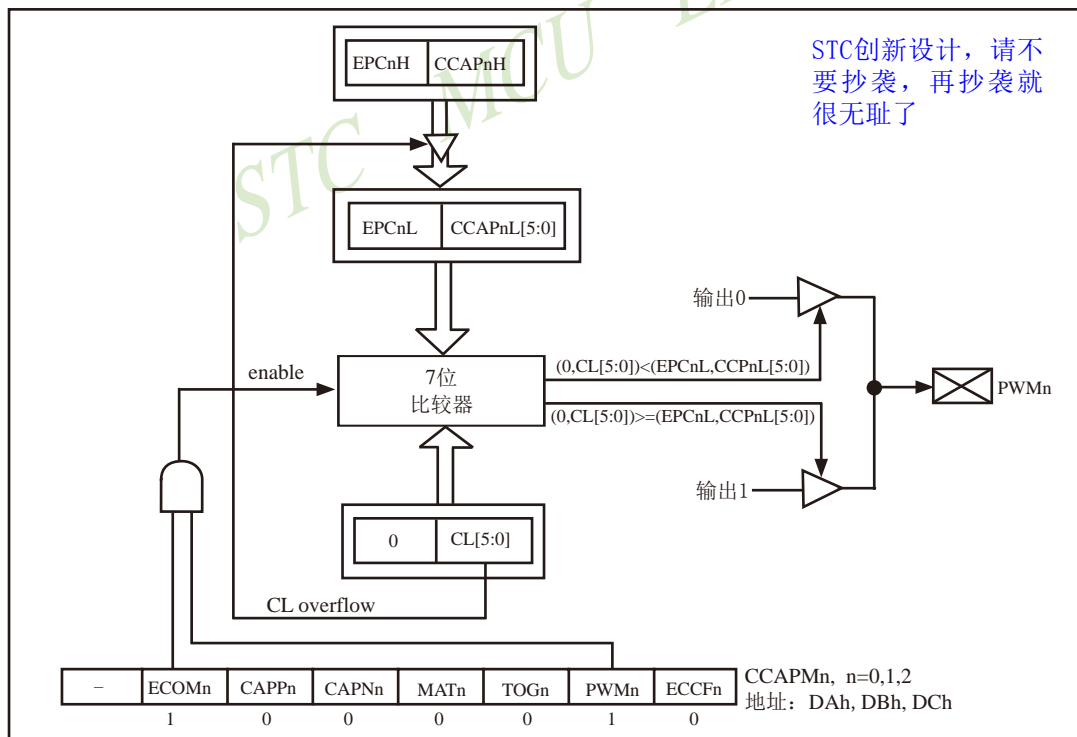 STC MCU
EPCnH CCAPnH
STC创新设计，请不
要抄袭，再抄袭就
很无耻了
EPCnL CCAPnL[5:0]
输出0
enable
7位
比较器
(0,CL[5:0])<(EPCnL,CCPnL[5:0])
(0,CL[5:0])>=(EPCnL,CCPnL[5:0])
PWMn
输出1
0 CL[5:0]
CL overflow
– ECOMn CAPPn CAPNn MATn TOGn PWMn ECCFn
1 0 0 0 0 1 0
CCAPMn, n=0,1,2
地址：DAh, DBh, DCh